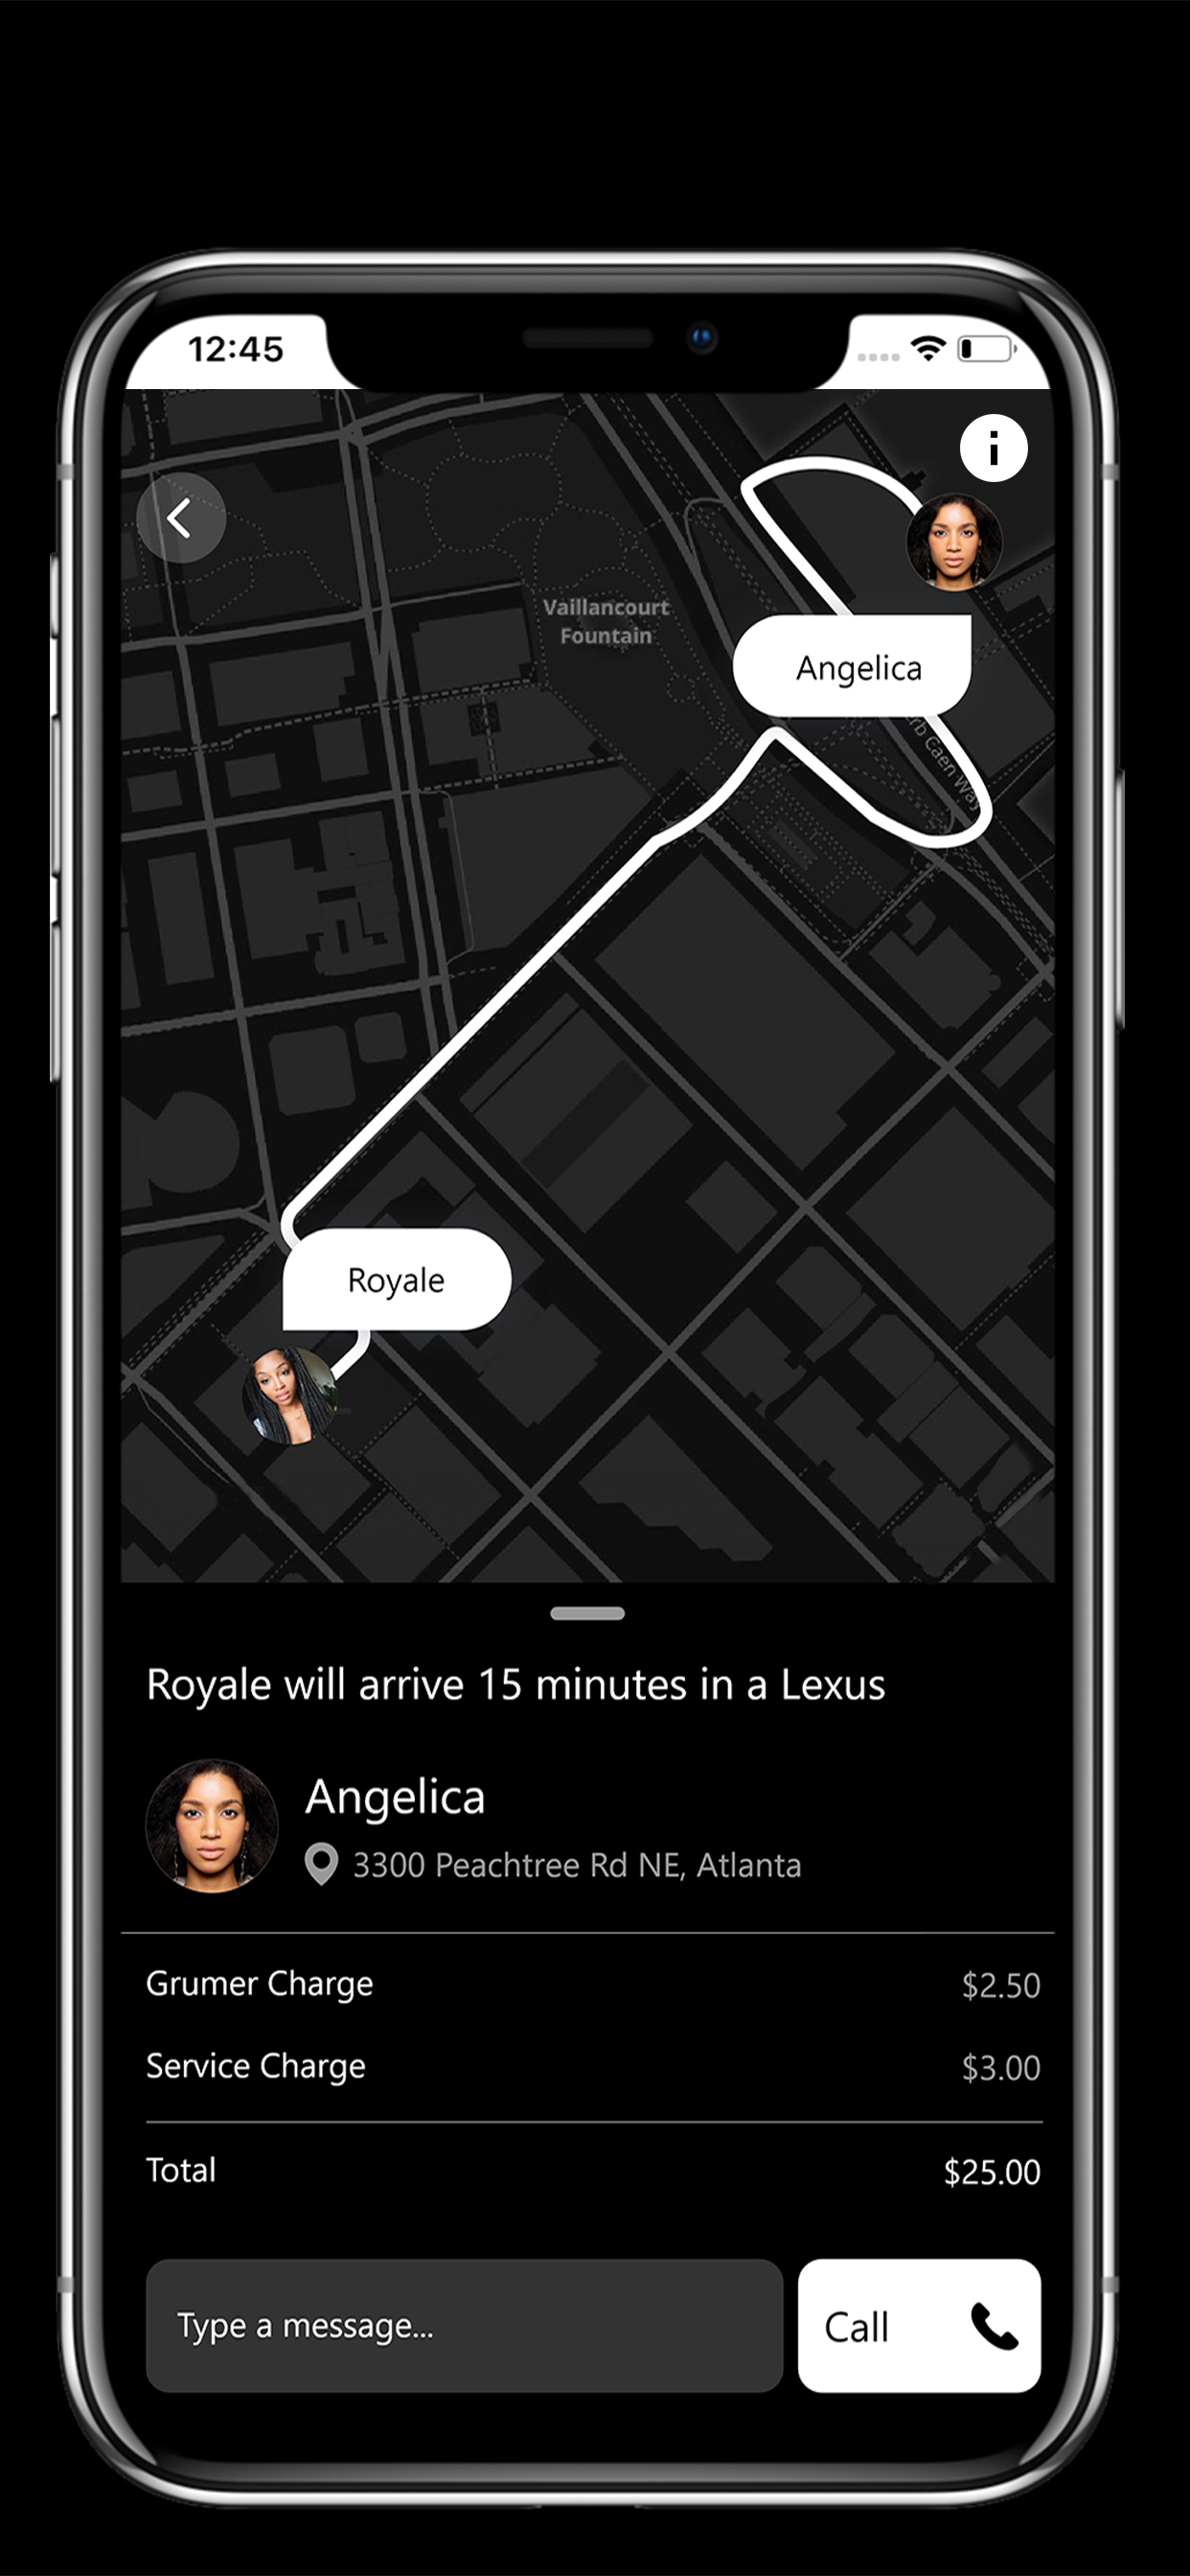 12:45
i
Vaillancourt
Fountain
Angelica
rb Caen Way
Royale
Royale will arrive 15 minutes in a Lexus
Angelica
3300 Peachtree Rd NE, Atlanta
Grumer Charge $2.50
Service Charge $3.00
Total $25.00
Type a message...
Call